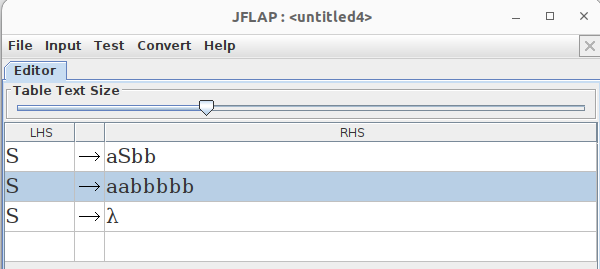 JFLAP : <untitled4>
File Input Test Convert Help
Editor
Table Text Size
LHS RHS
S → aSbb
S → aabbbbb
S → λ